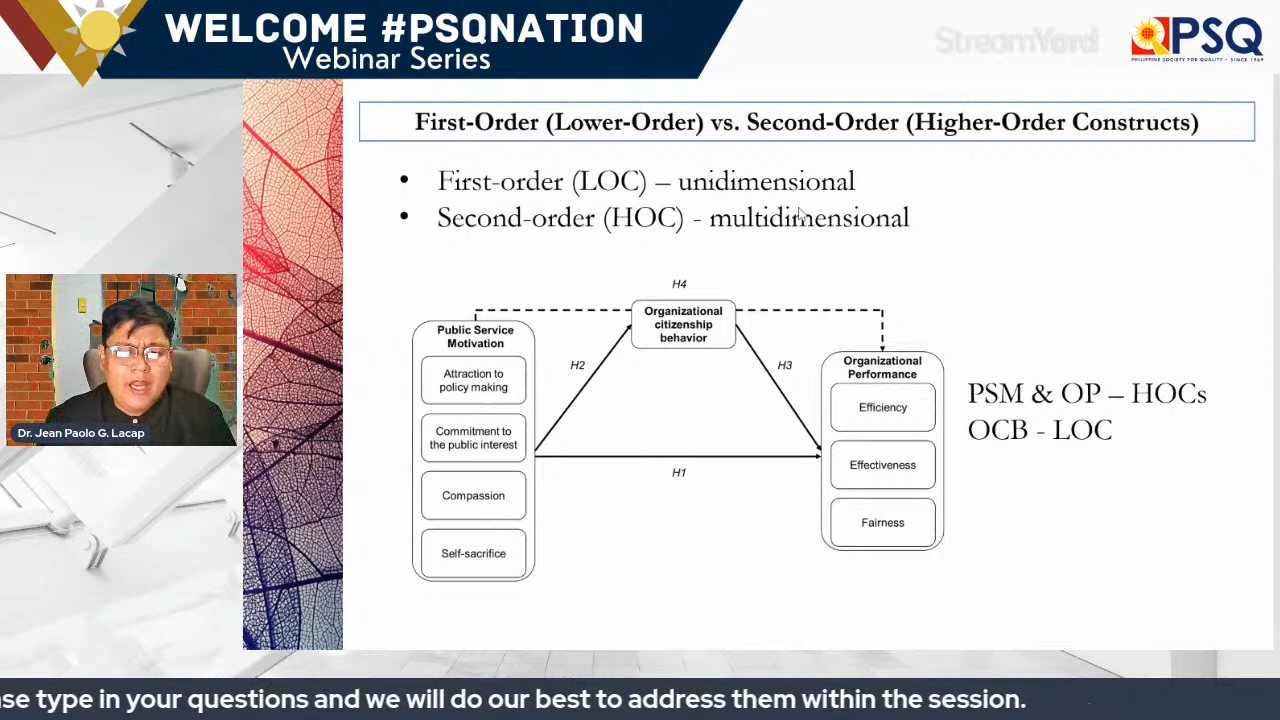 WELCOME #PSQNATION
Webinar Series
StreamYard
PSQ
PHILIPPINE SOCIETY FOR QUALITY • SINCE 1969
First-Order (Lower-Order) vs. Second-Order (Higher-Order Constructs)
• First-order (LOC) – unidimensional
• Second-order (HOC) - multidimensional
H4
Organizational
citizenship
behavior
Public Service
Motivation
Attraction to
policy making
Commitment to
the public interest
Compassion
Self-sacrifice
H2
H3
H1
Organizational
Performance
Efficiency
Effectiveness
Fairness
PSM & OP – HOCs
OCB - LOC
Dr. Jean Paolo G. Lacap
ase type in your questions and we will do our best to address them within the session.